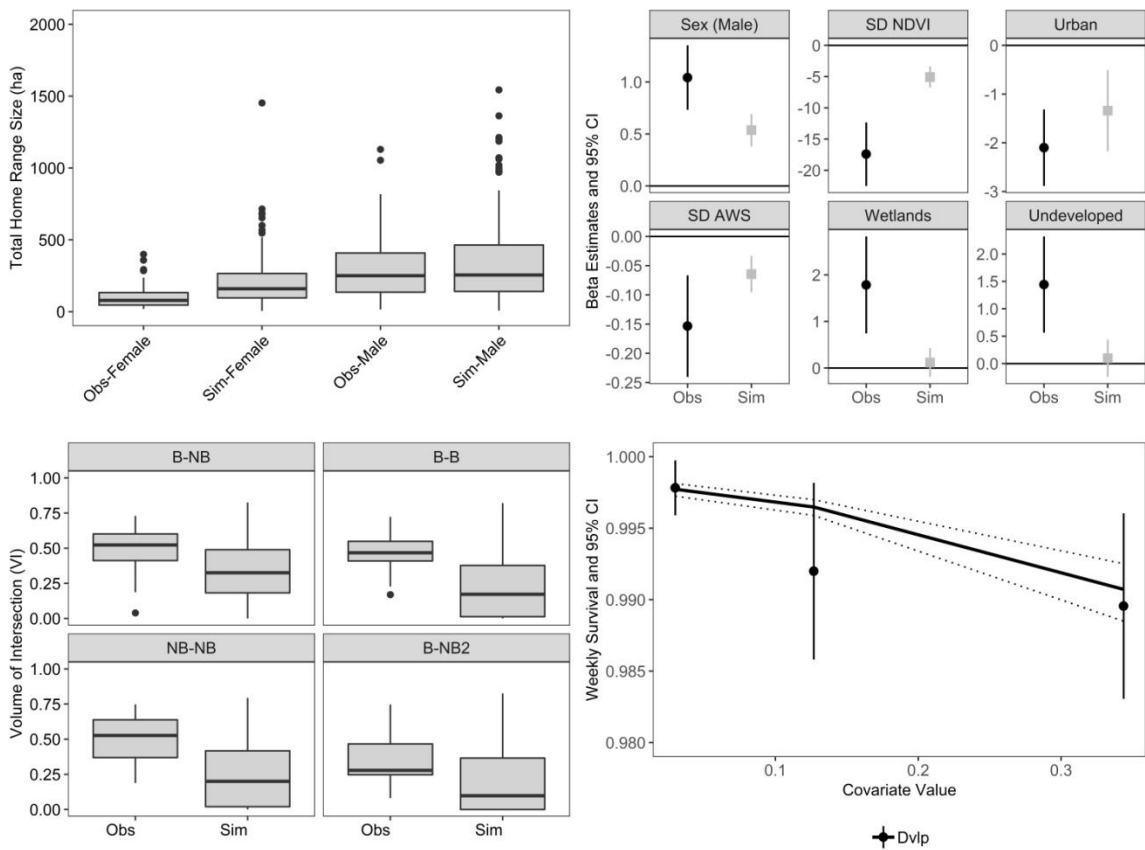 Total Home Range Size (ha)
2000
1500
1000
500
0
Obs-Female
Sim-Female
Obs-Male
Sim-Male
Beta Estimates and 95% CI
Sex (Male)
SD NDVI
Urban
1.0
0.5
0.0
0
-5
-10
-15
-20
0
-1
-2
-3
SD AWS
Wetlands
Undeveloped
0.00
-0.05
-0.10
-0.15
-0.20
-0.25
2
1
0
2.0
1.5
1.0
0.5
0.0
Obs Sim
Obs Sim
Obs Sim
Volume of Intersection (VI)
B-NB
B-B
1.00
0.75
0.50
0.25
0.00
NB-NB
B-NB2
1.00
0.75
0.50
0.25
0.00
Obs Sim
Obs Sim
Weekly Survival and 95% CI
1.000
0.995
0.990
0.985
0.980
0.1 0.2 0.3
Covariate Value
Dvlp